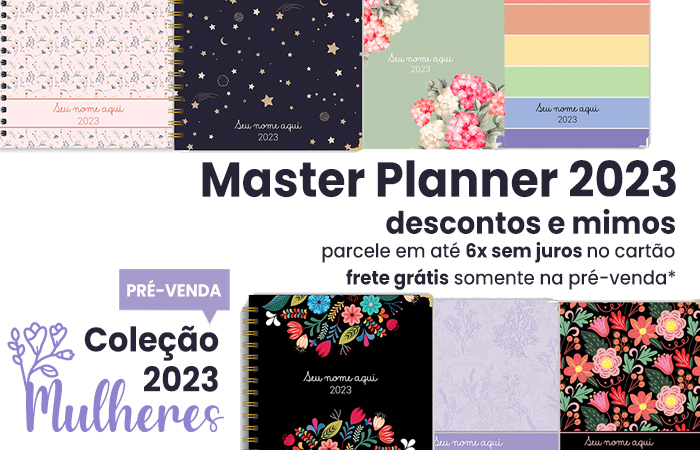 Seu nome aqui
2023
Seu nome aqui
2023
Seu nome aqui
2023
Seu nome aqui
2023
Master Planner 2023
descontos e mimos
parcele em até 6x sem juros no cartão
frete grátis somente na pré-venda*
PRÉ-VENDA
Coleção
2023
Mulheres
Seu nome aqui
2023
Seu nome aqui
Seu nome aqui